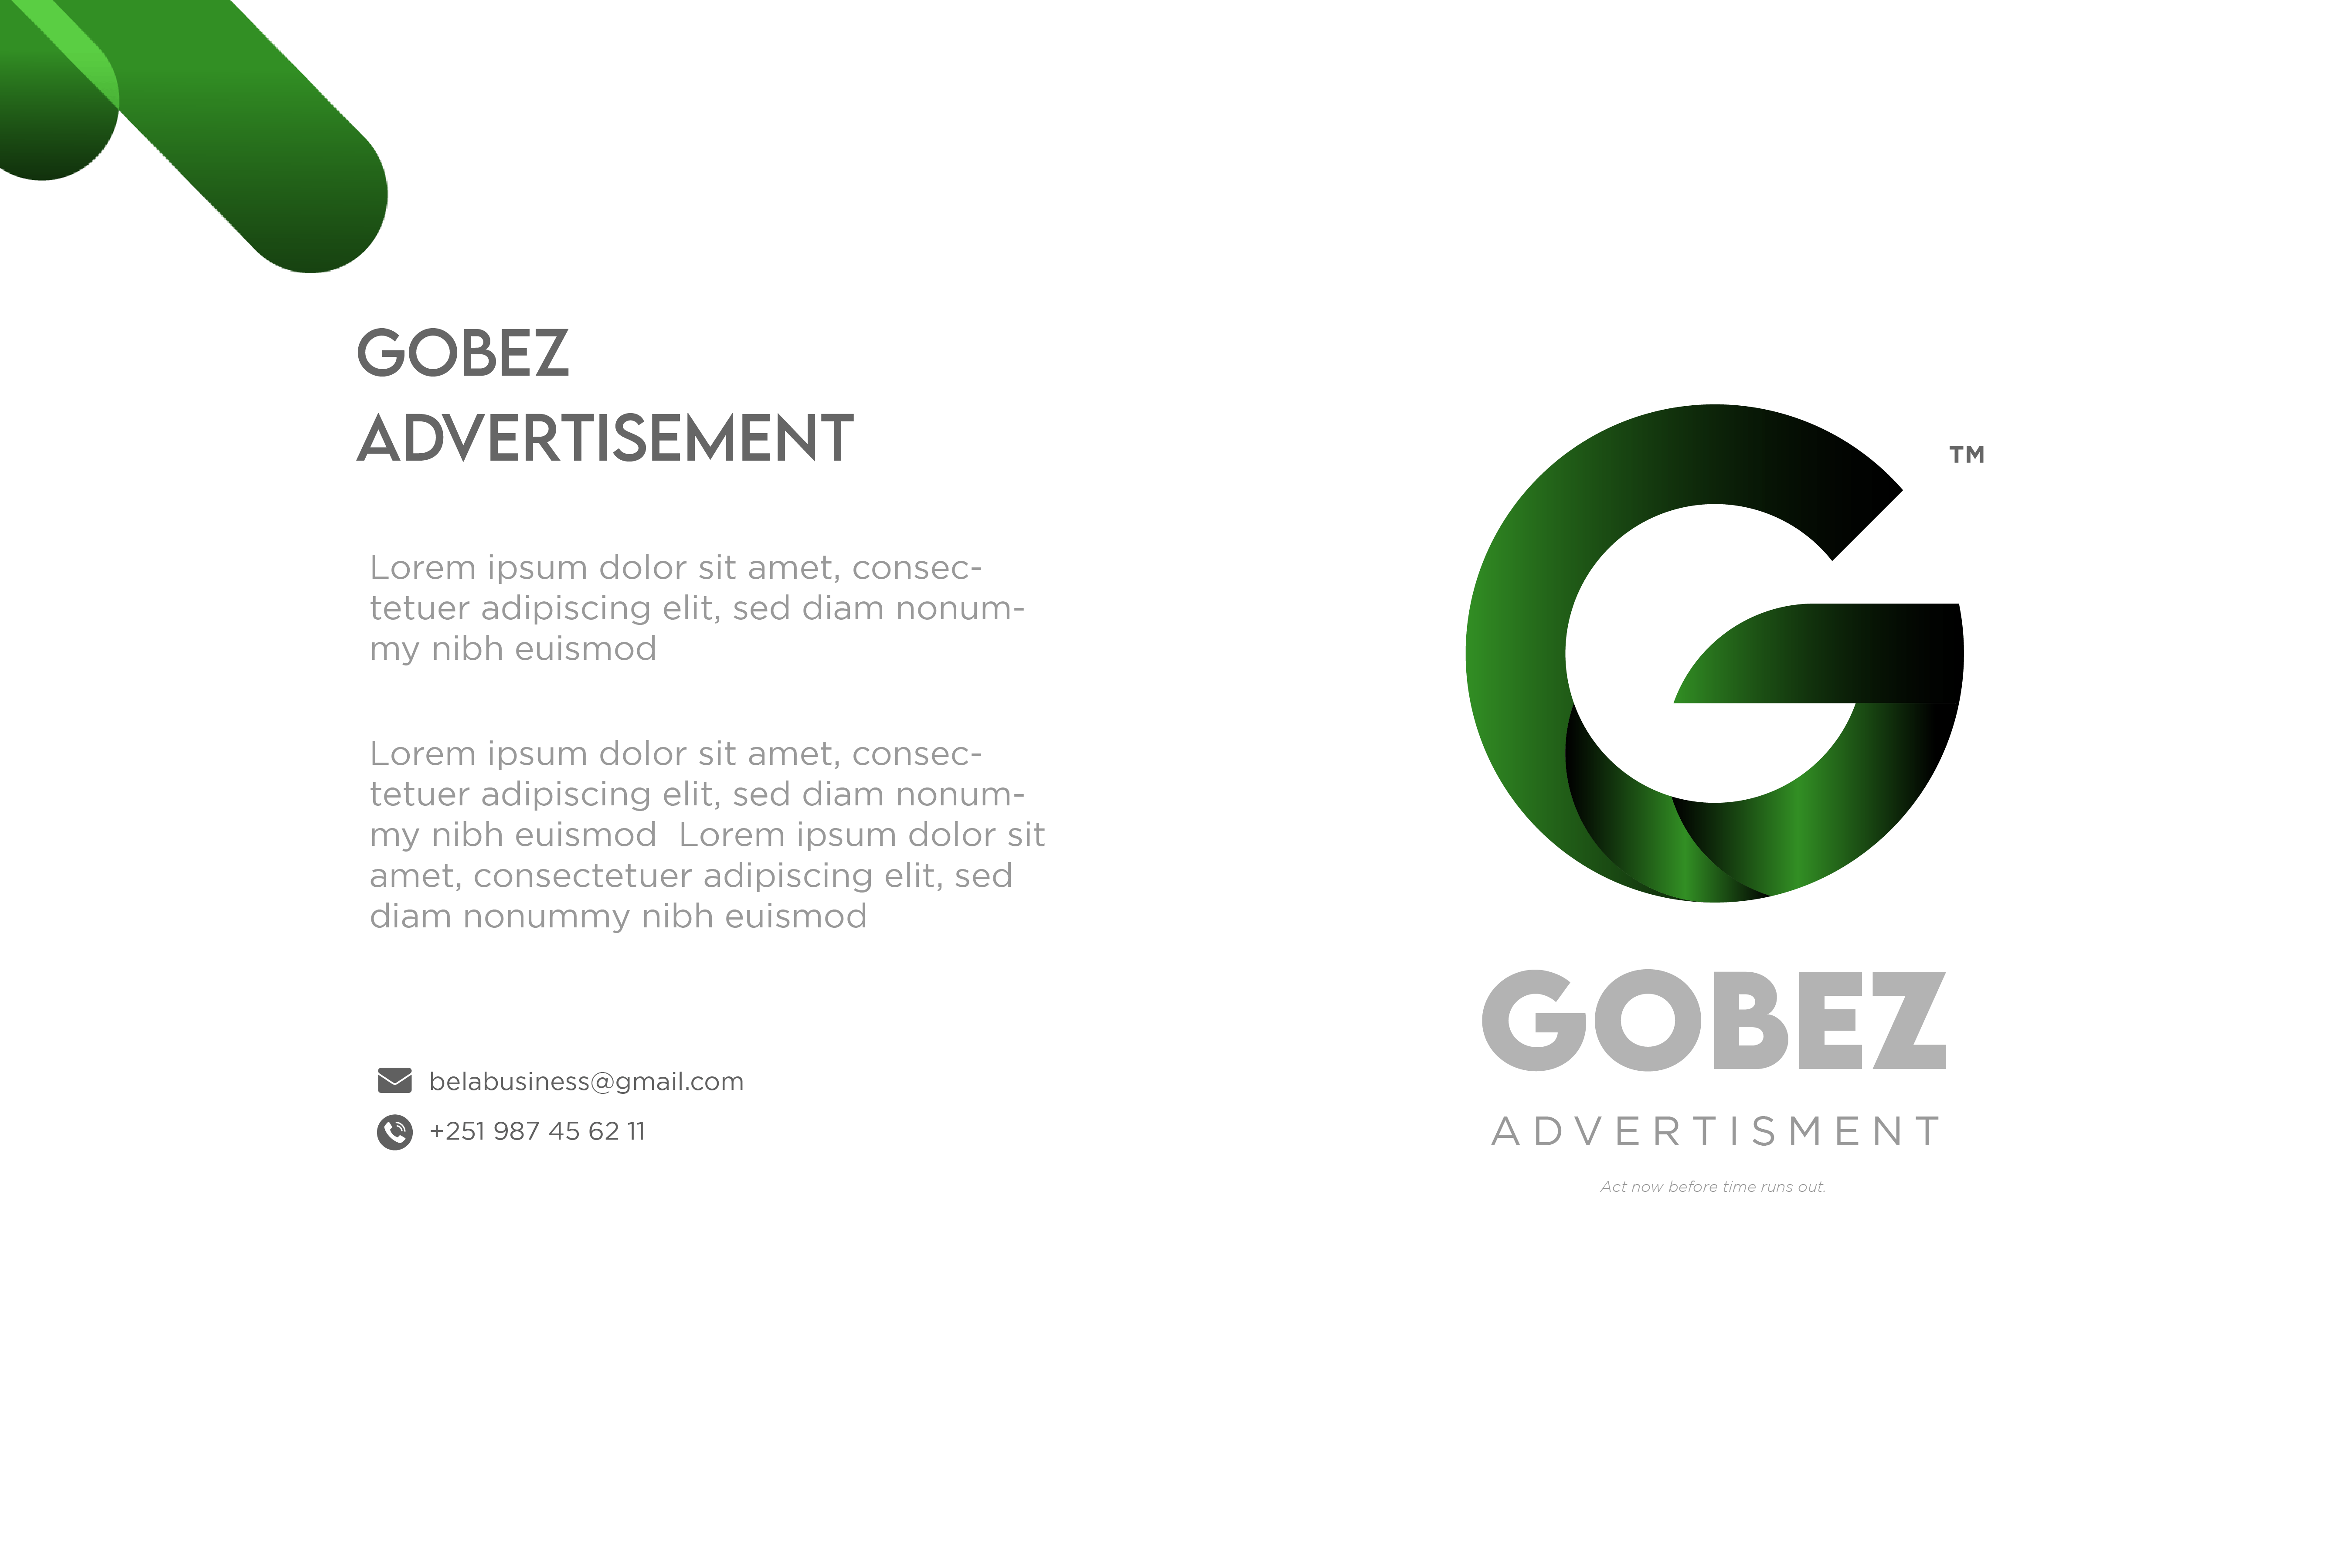 GOBEZ
ADVERTISEMENT
Lorem ipsum dolor sit amet, consec-
tetuer adipiscing elit, sed diam nonum-
my nibh euismod
Lorem ipsum dolor sit amet, consec-
tetuer adipiscing elit, sed diam nonum-
my nibh euismod  Lorem ipsum dolor sit
amet, consectetuer adipiscing elit, sed
diam nonummy nibh euismod
belabusiness@gmail.com
+251 987 45 62 11
G
TM
GOBEZ
ADVERTISMENT
Act now before time runs out.